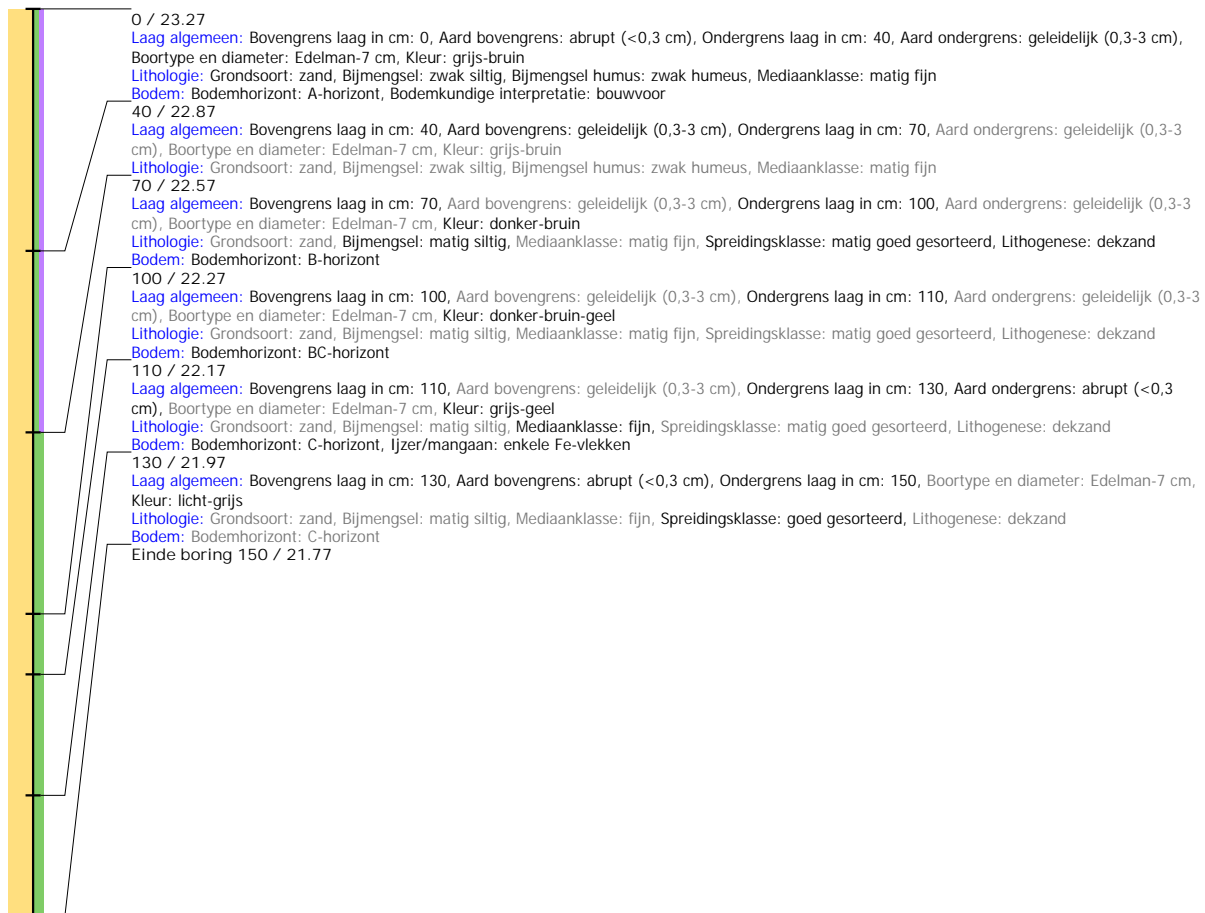 0 / 23.27
Laag algemeen: Bovengrens laag in cm: 0, Aard bovengrens: abrupt (<0,3 cm), Ondergrens laag in cm: 40, Aard ondergrens: geleidelijk (0,3-3 cm),
Boortype en diameter: Edelman-7 cm, Kleur: grijs-bruin
Lithologie: Grondsoort: zand, Bijmengsel: zwak siltig, Bijmengsel humus: zwak humeus, Mediaanklasse: matig fijn
Bodem: Bodemhorizont: A-horizont, Bodemkundige interpretatie: bouwvoor
40 / 22.87
Laag algemeen: Bovengrens laag in cm: 40, Aard bovengrens: geleidelijk (0,3-3 cm), Ondergrens laag in cm: 70, Aard ondergrens: geleidelijk (0,3-3
cm), Boortype en diameter: Edelman-7 cm, Kleur: grijs-bruin
Lithologie: Grondsoort: zand, Bijmengsel: zwak siltig, Bijmengsel humus: zwak humeus, Mediaanklasse: matig fijn
70 / 22.57
Laag algemeen: Bovengrens laag in cm: 70, Aard bovengrens: geleidelijk (0,3-3 cm), Ondergrens laag in cm: 100, Aard ondergrens: geleidelijk (0,3-3
cm), Boortype en diameter: Edelman-7 cm, Kleur: donker-bruin
Lithologie: Grondsoort: zand, Bijmengsel: matig siltig, Mediaanklasse: matig fijn, Spreidingsklasse: matig goed gesorteerd, Lithogenese: dekzand
Bodem: Bodemhorizont: B-horizont
100 / 22.27
Laag algemeen: Bovengrens laag in cm: 100, Aard bovengrens: geleidelijk (0,3-3 cm), Ondergrens laag in cm: 110, Aard ondergrens: geleidelijk (0,3-3
cm), Boortype en diameter: Edelman-7 cm, Kleur: donker-bruin-geel
Lithologie: Grondsoort: zand, Bijmengsel: matig siltig, Mediaanklasse: matig fijn, Spreidingsklasse: matig goed gesorteerd, Lithogenese: dekzand
Bodem: Bodemhorizont: BC-horizont
110 / 22.17
Laag algemeen: Bovengrens laag in cm: 110, Aard bovengrens: geleidelijk (0,3-3 cm), Ondergrens laag in cm: 130, Aard ondergrens: abrupt (<0,3
cm), Boortype en diameter: Edelman-7 cm, Kleur: grijs-geel
Lithologie: Grondsoort: zand, Bijmengsel: matig siltig, Mediaanklasse: fijn, Spreidingsklasse: matig goed gesorteerd, Lithogenese: dekzand
Bodem: Bodemhorizont: C-horizont, Ijzer/mangaan: enkele Fe-vlekken
130 / 21.97
Laag algemeen: Bovengrens laag in cm: 130, Aard bovengrens: abrupt (<0,3 cm), Ondergrens laag in cm: 150, Boortype en diameter: Edelman-7 cm,
Kleur: licht-grijs
Lithologie: Grondsoort: zand, Bijmengsel: matig siltig, Mediaanklasse: fijn, Spreidingsklasse: goed gesorteerd, Lithogenese: dekzand
Bodem: Bodemhorizont: C-horizont
Einde boring 150 / 21.77